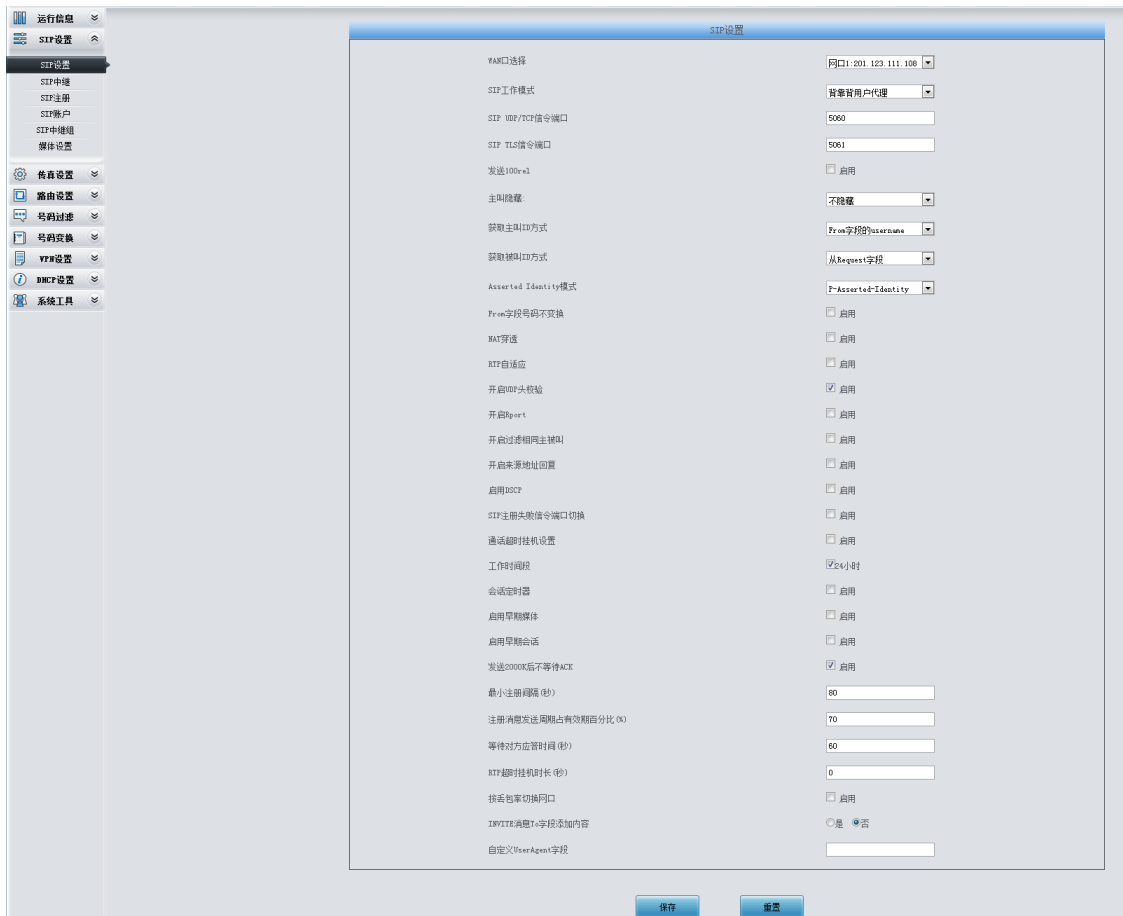 运行信息
SIP设置
SIP设置
SIP中继
SIP注册
SIP账户
SIP中继组
媒体设置
传真设置
路由设置
号码过滤
号码变换
VPN设置
DHCP设置
系统工具
SIP设置
WAN口选择 网口1:201.123.111.108
SIP工作模式 背靠背用户代理
SIP UDP/TCP信令端口 5060
SIP TLS信令端口 5061
发送100rel 启用
主叫隐藏: 不隐藏
获取主叫ID方式 From字段的username
获取被叫ID方式 从Request字段
Asserted Identity模式 P-Asserted-Identity
From字段号码不变换 启用
NAT穿透 启用
RTP自适应 启用
开启UDP头校验 启用
开启Rport 启用
开启过滤相同主被叫 启用
开启来源地址回复 启用
启用DSCP 启用
SIP注册失败信令端口切换 启用
通话超时挂机设置 启用
工作时间段 24小时
会话定时器 启用
启用早期媒体 启用
启用早期会话 启用
发送200OK后不等待ACK 启用
最小注册间隔(秒) 80
注册消息发送周期占有效期百分比(%) 70
等待对方应答时间(秒) 60
RTP超时挂机时长(秒) 0
按丢包率切换网口 启用
INVITE消息To字段添加内容 是 否
自定义UserAgent字段
保存 重置